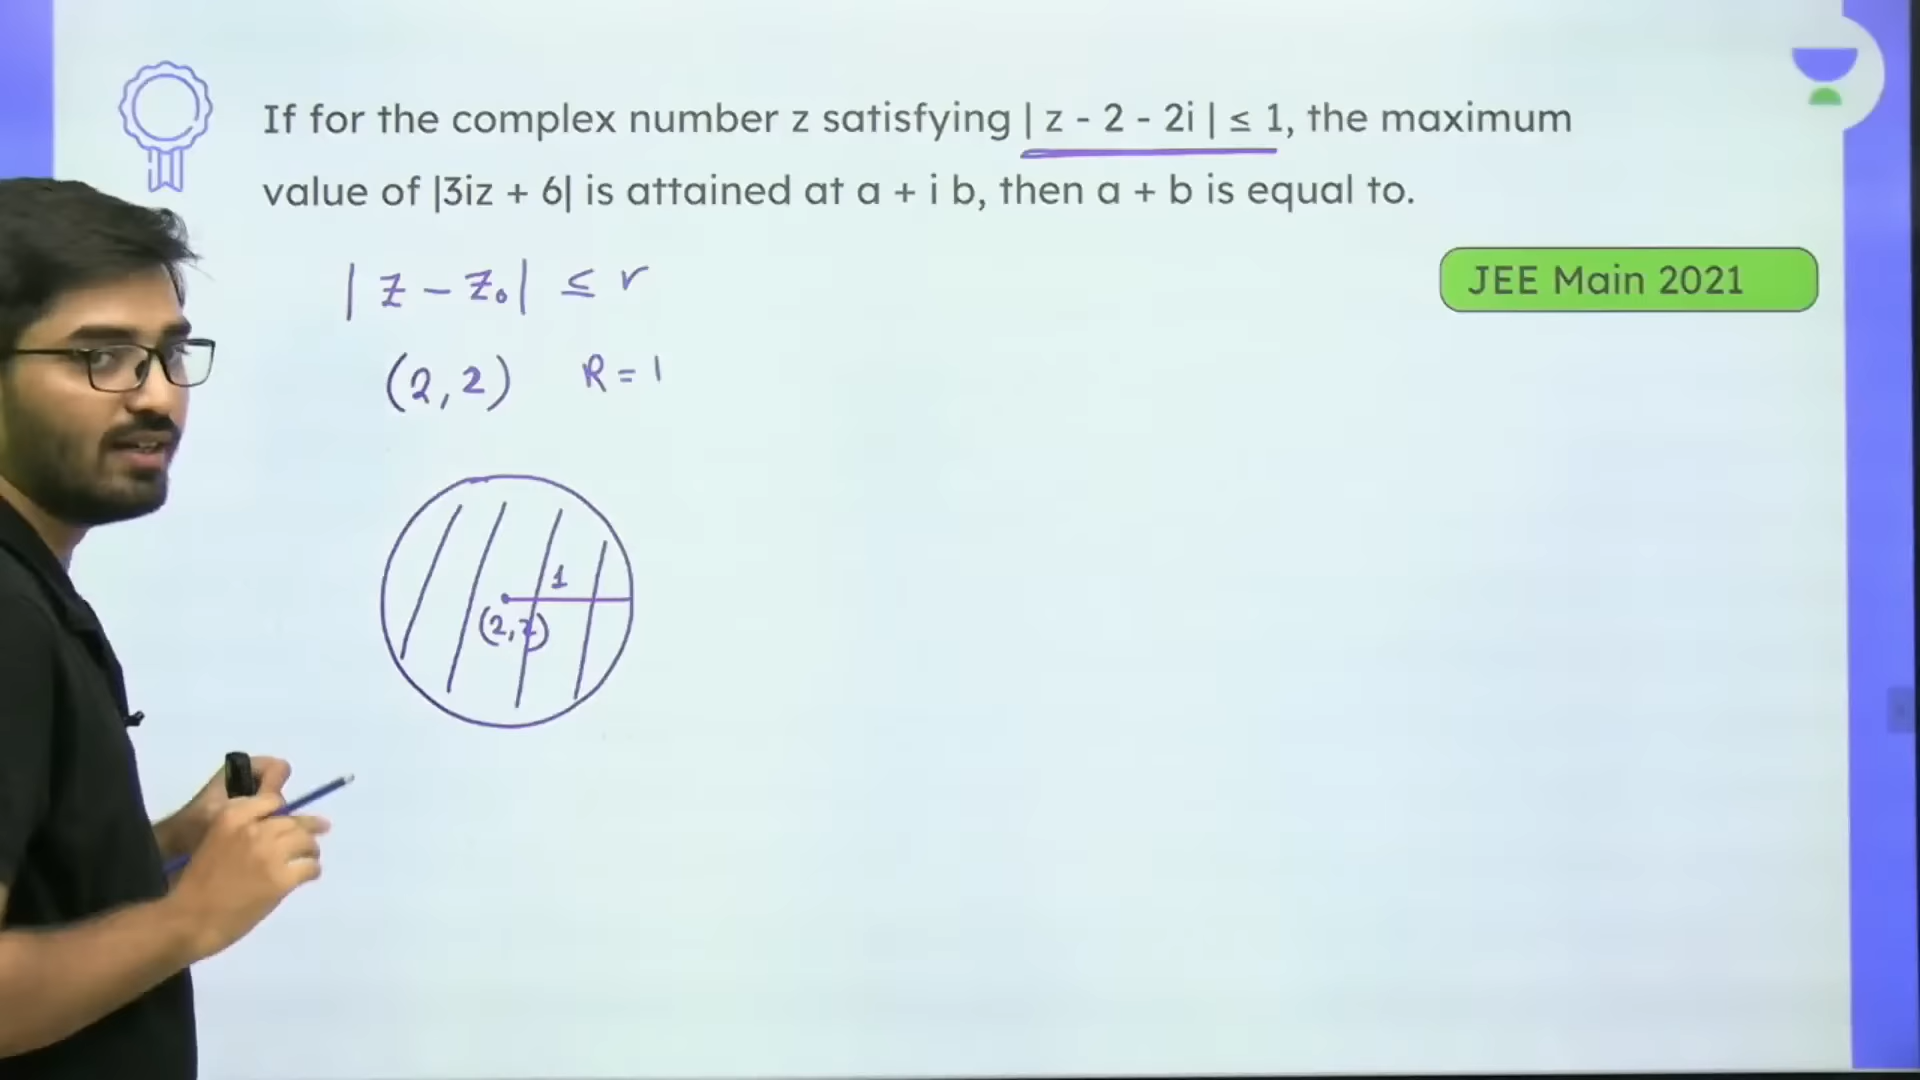 If for the complex number z satisfying | z - 2 - 2i | ≤ 1, the maximum
value of |3iz + 6| is attained at a + i b, then a + b is equal to.
JEE Main 2021
| z - z₀ | ≤ r
(2, 2) R = 1
1
(2, 2)